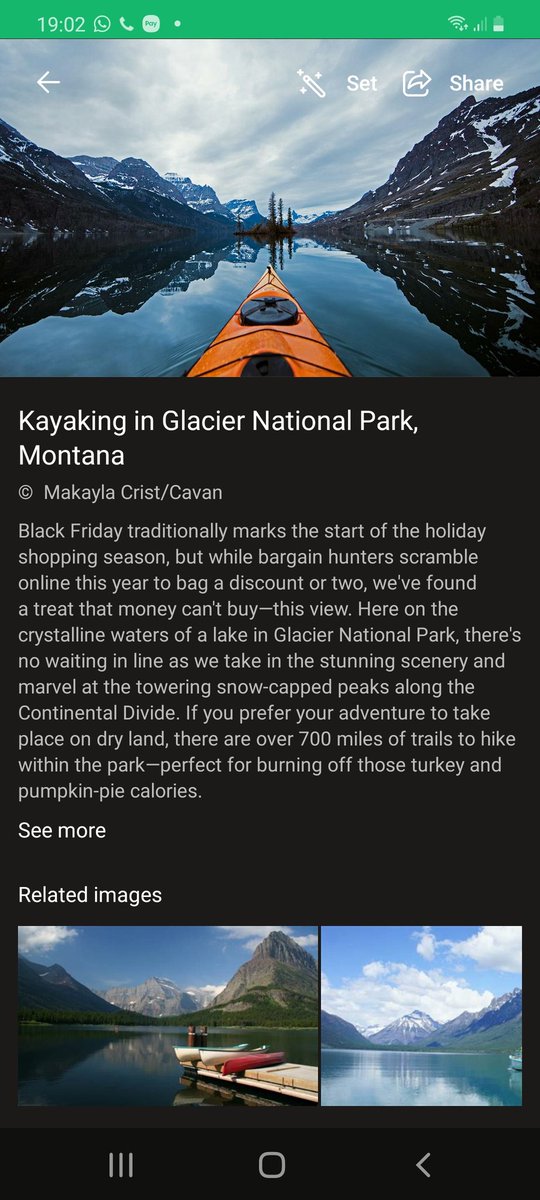 19:02
Pay
Set
Share
Kayaking in Glacier National Park,
Montana
© Makayla Crist/Cavan
Black Friday traditionally marks the start of the holiday
shopping season, but while bargain hunters scramble
online this year to bag a discount or two, we've found
a treat that money can't buy—this view. Here on the
crystalline waters of a lake in Glacier National Park, there's
no waiting in line as we take in the stunning scenery and
marvel at the towering snow-capped peaks along the
Continental Divide. If you prefer your adventure to take
place on dry land, there are over 700 miles of trails to hike
within the park—perfect for burning off those turkey and
pumpkin-pie calories.
See more
Related images